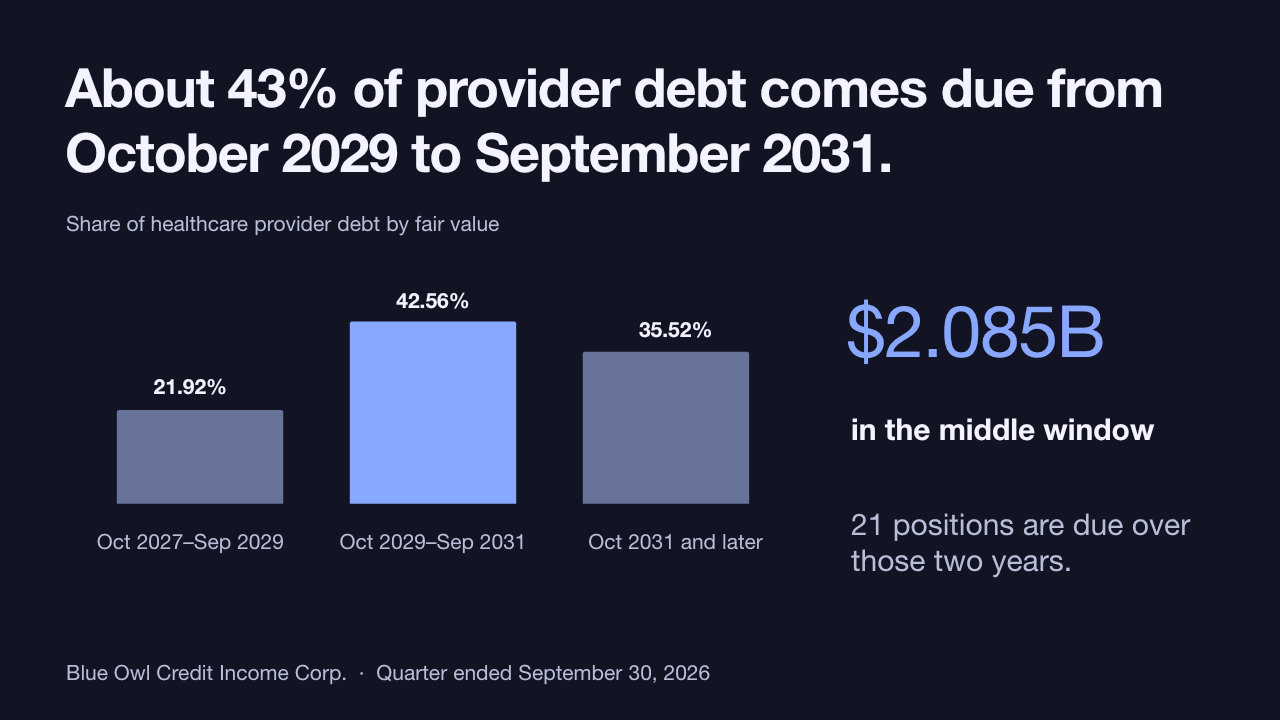 About 43% of provider debt comes due from
October 2029 to September 2031.
Share of healthcare provider debt by fair value
21.92%
42.56%
35.52%
Oct 2027–Sep 2029
Oct 2029–Sep 2031
Oct 2031 and later
$2.085B
in the middle window
21 positions are due over
those two years.
Blue Owl Credit Income Corp. · Quarter ended September 30, 2026